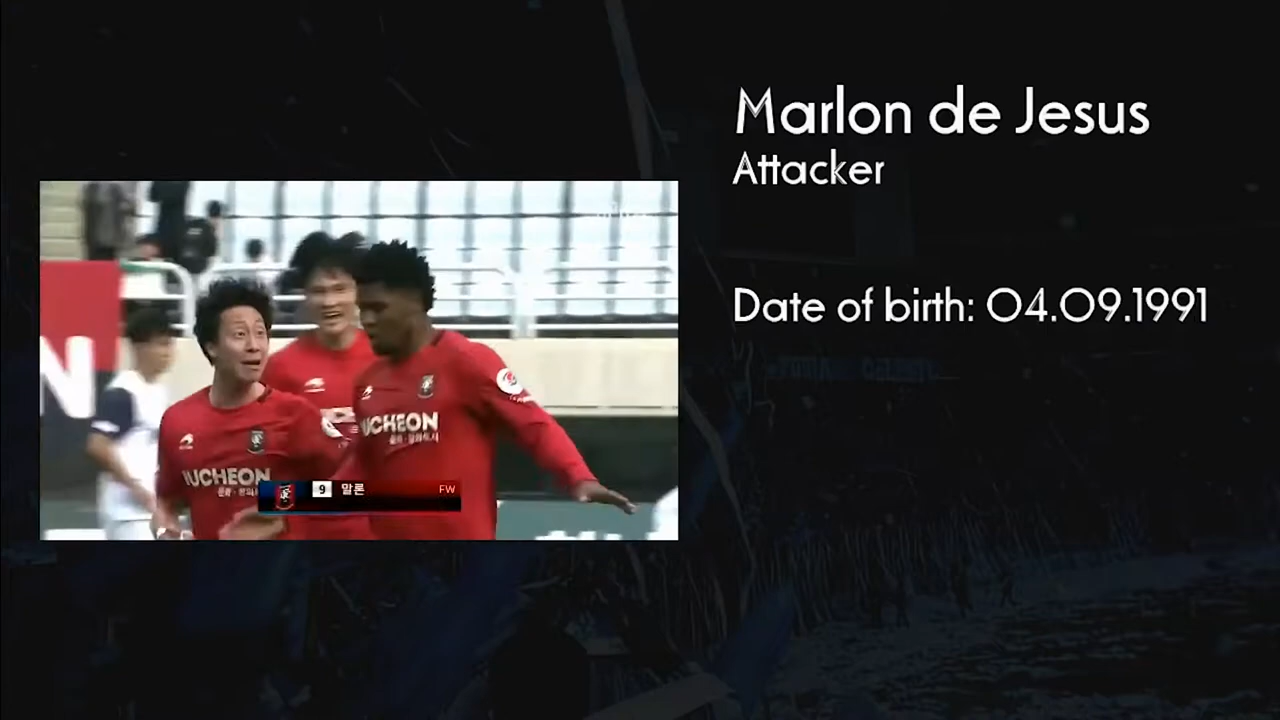 Marlon de Jesus
Attacker
Date of birth: 04.09.1991
N
UCHEON
UCHEON
9 말론 FW